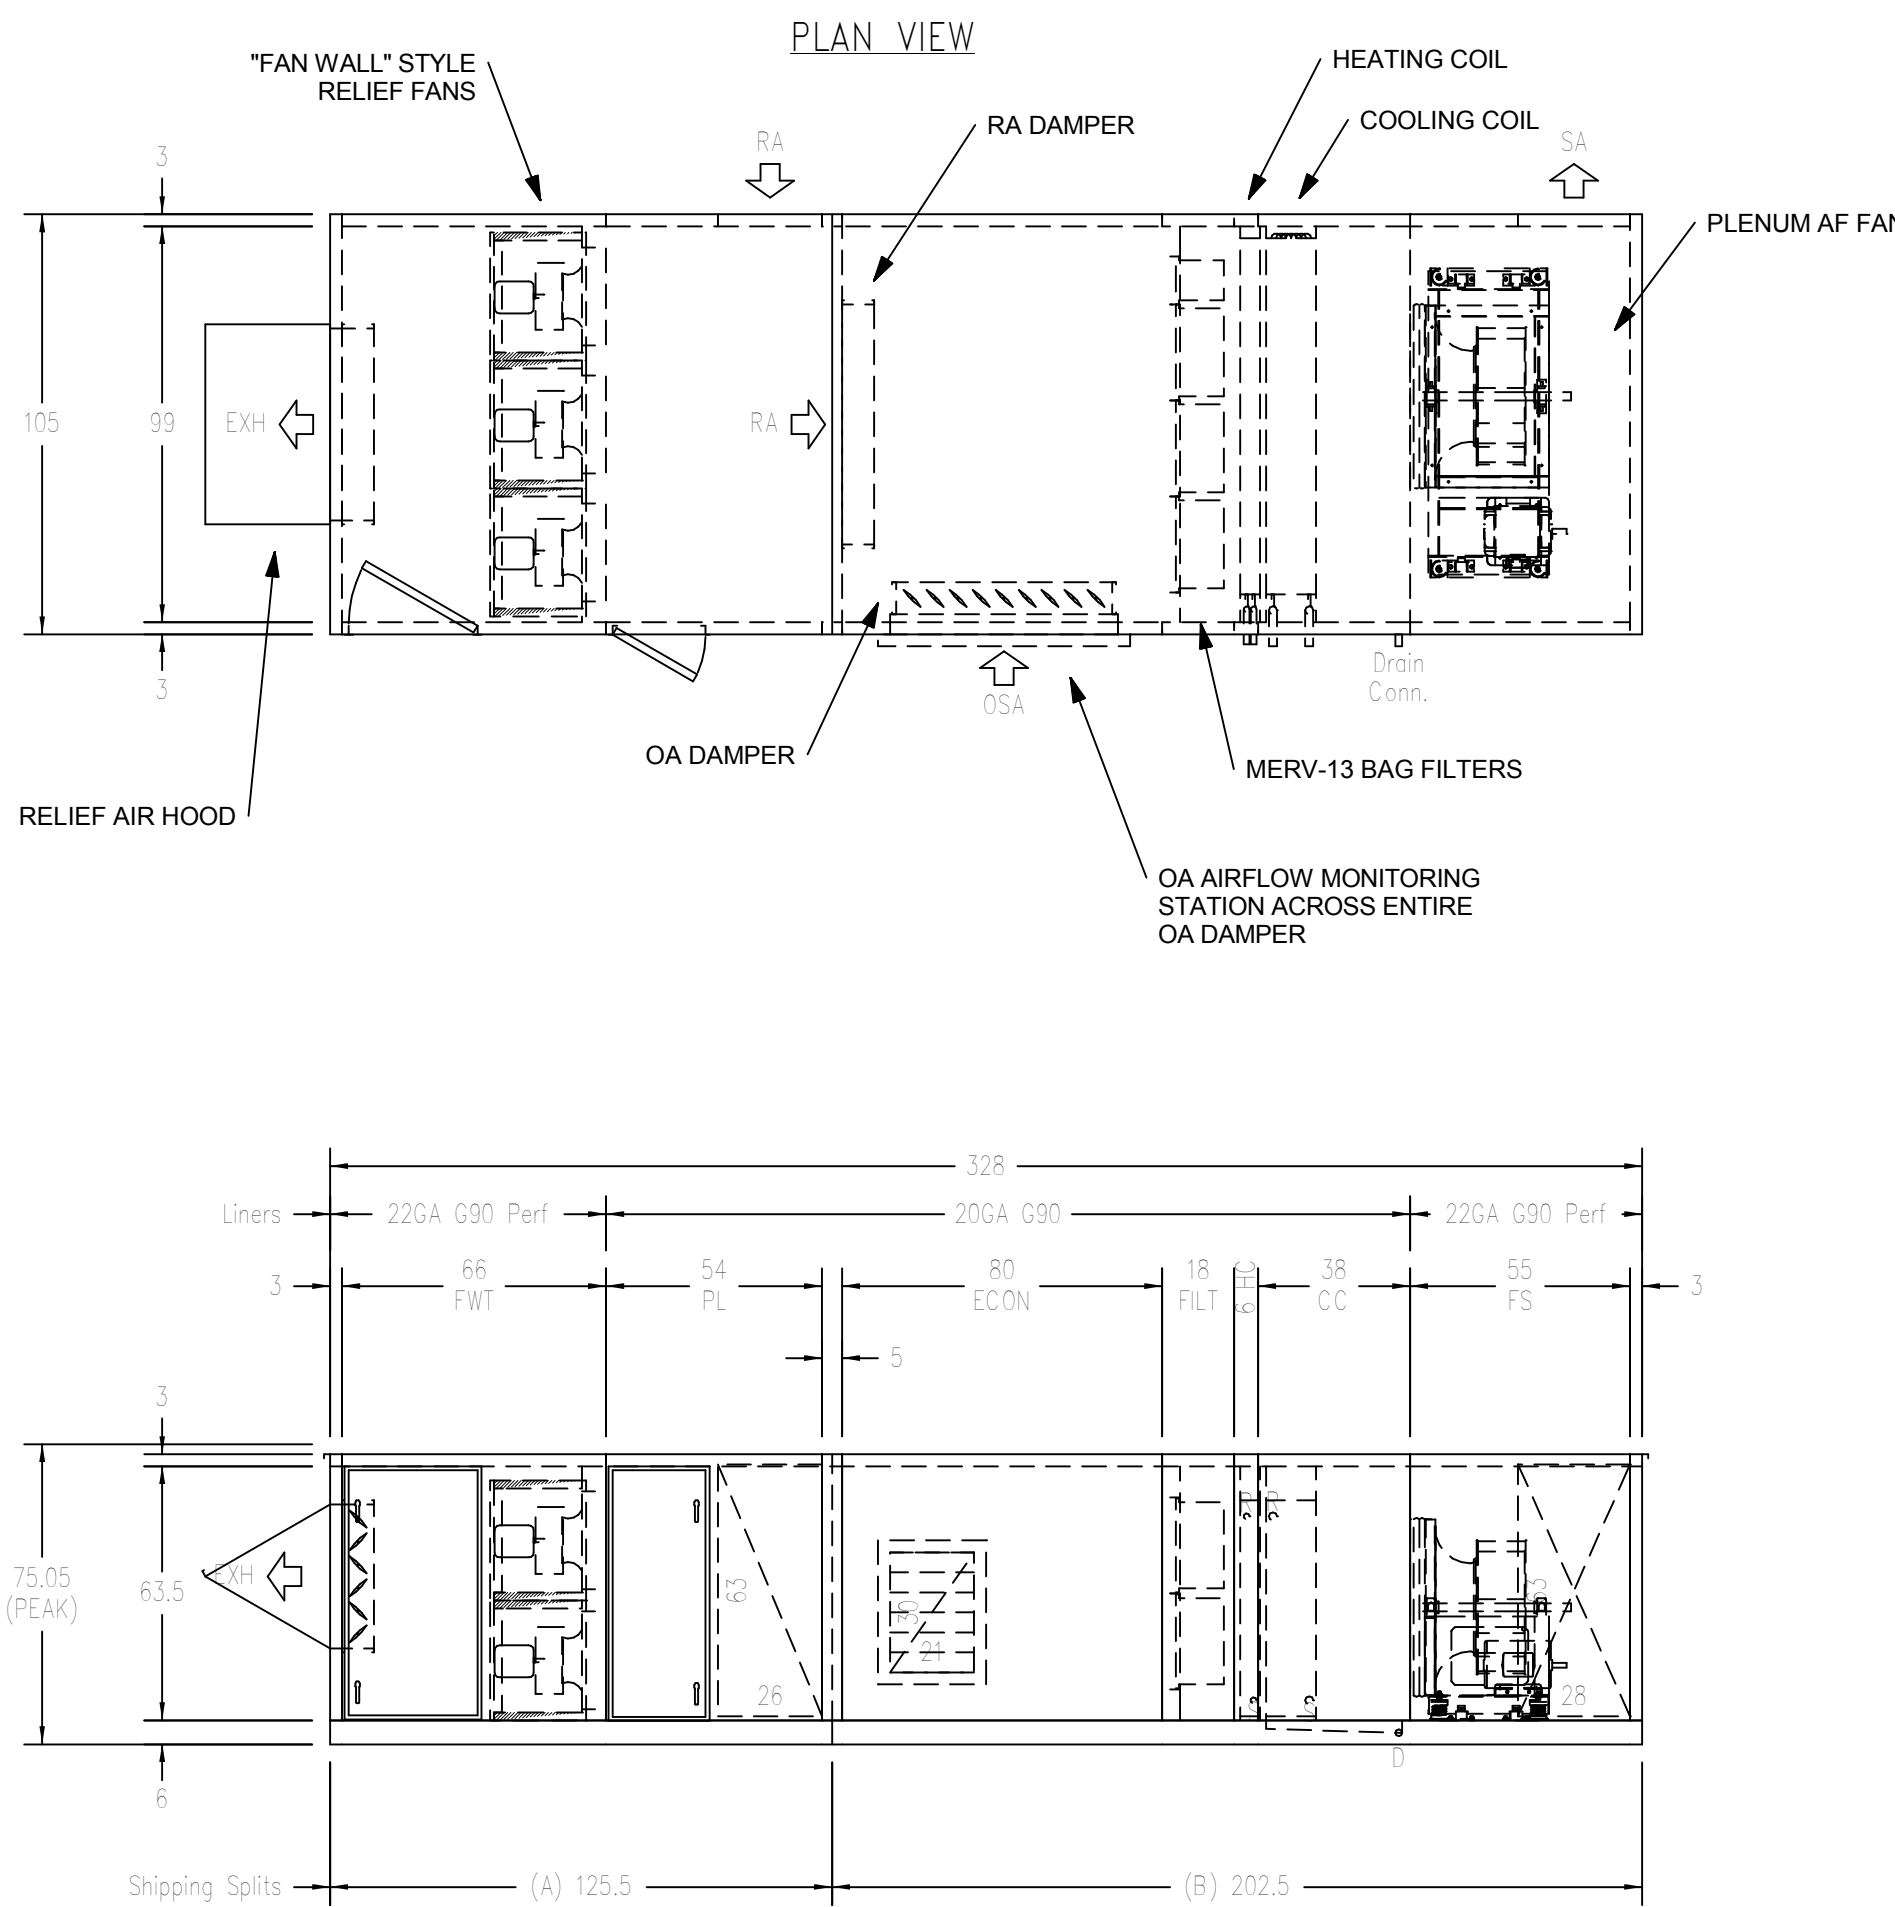 PLAN VIEW
"FAN WALL" STYLE
RELIEF FANS
HEATING COIL
COOLING COIL
RA DAMPER
RA
SA
PLENUM AF FAN
3
105
99
EXH
RA
3
OSA
Drain
Conn.
OA DAMPER
MERV-13 BAG FILTERS
RELIEF AIR HOOD
OA AIRFLOW MONITORING
STATION ACROSS ENTIRE
OA DAMPER
328
Liners
22GA G90 Perf
20GA G90
22GA G90 Perf
3
66
FWT
54
PL
80
ECON
18
FILT
6 HC
38
CC
55
FS
3
5
3
75.05
(PEAK)
63.5
EXH
63
26
30
21
63
28
D
6
Shipping Splits
(A) 125.5
(B) 202.5